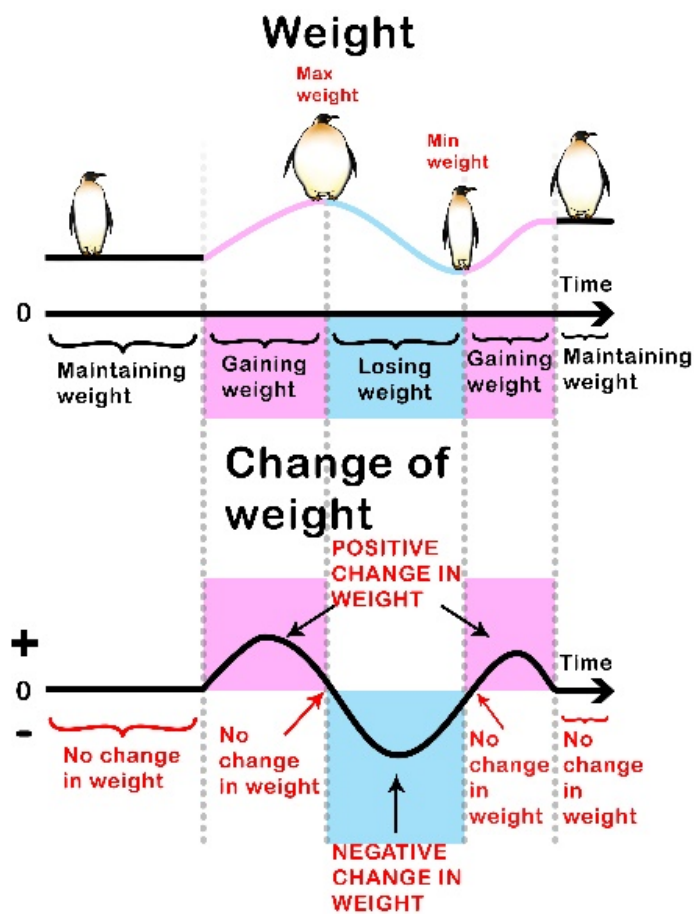 Weight
Max
weight
Min
weight
Time
0
Maintaining
weight
Gaining
weight
Losing
weight
Gaining
weight
Maintaining
weight
Change of
weight
POSITIVE
CHANGE IN
WEIGHT
+
0
-
Time
No change
in weight
No
change
in weight
No
change
in
weight
No
change
in
weight
NEGATIVE
CHANGE IN
WEIGHT